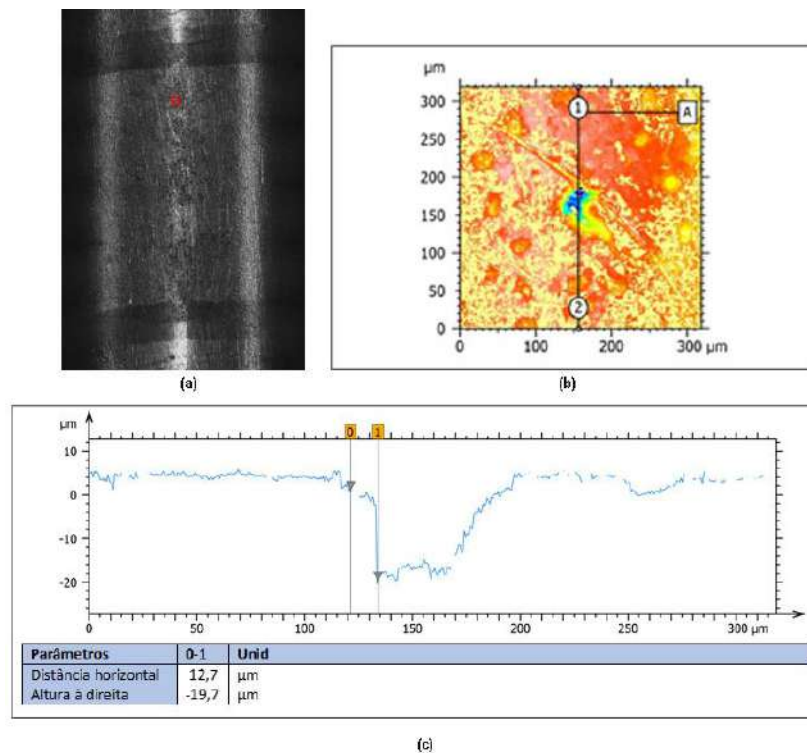 (a)
µm
300
250
200
150
100
50
0
1
A
2
0 100 200 300 µm
(b)
µm
10
0
-10
-20
0 1
0 50 100 150 200 250 300 µm
Parâmetros 0-1 Unid
Distância horizontal 12,7 µm
Altura à direita -19,7 µm
(c)